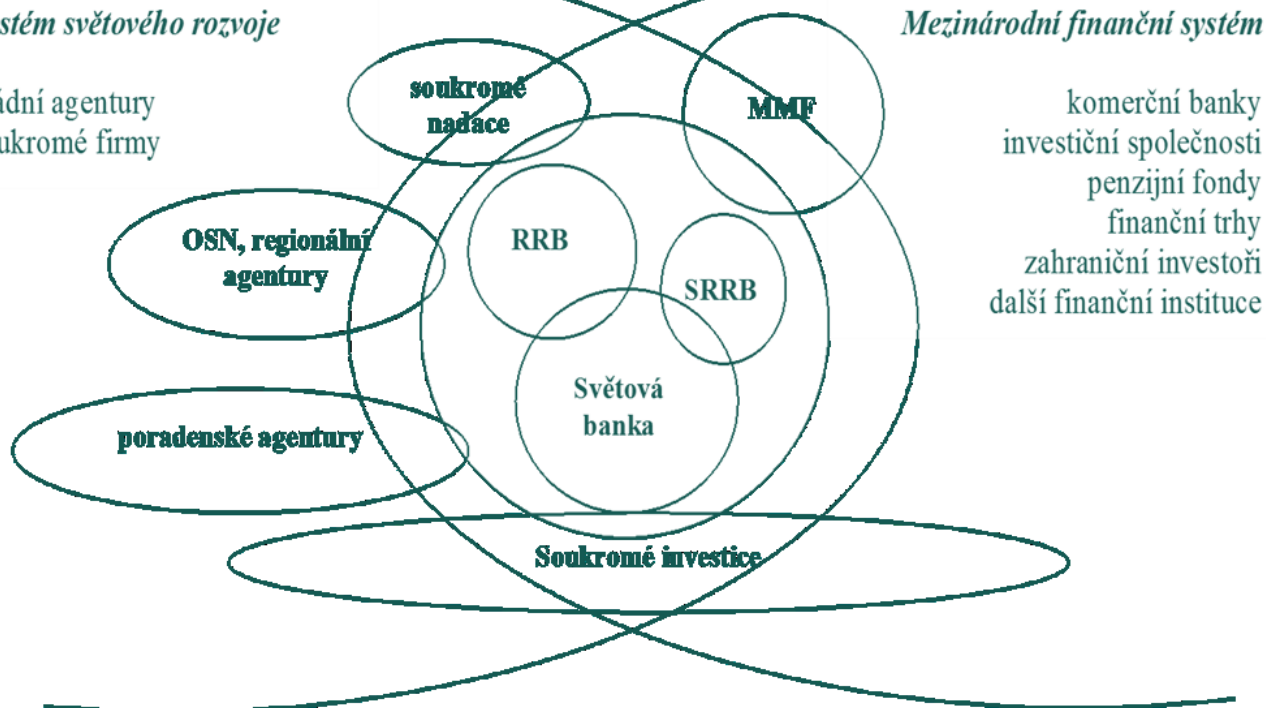 stém světového rozvoje
Mezinárodní finanční systém
ádní agentury
ukromé firmy
soukromé
nadace
MMF
komerční banky
investiční společnosti
penzijní fondy
finanční trhy
zahraniční investoři
další finanční instituce
OSN, regionální
agentury
RRB
SRRB
Světová
banka
poradenské agentury
Soukromé investice